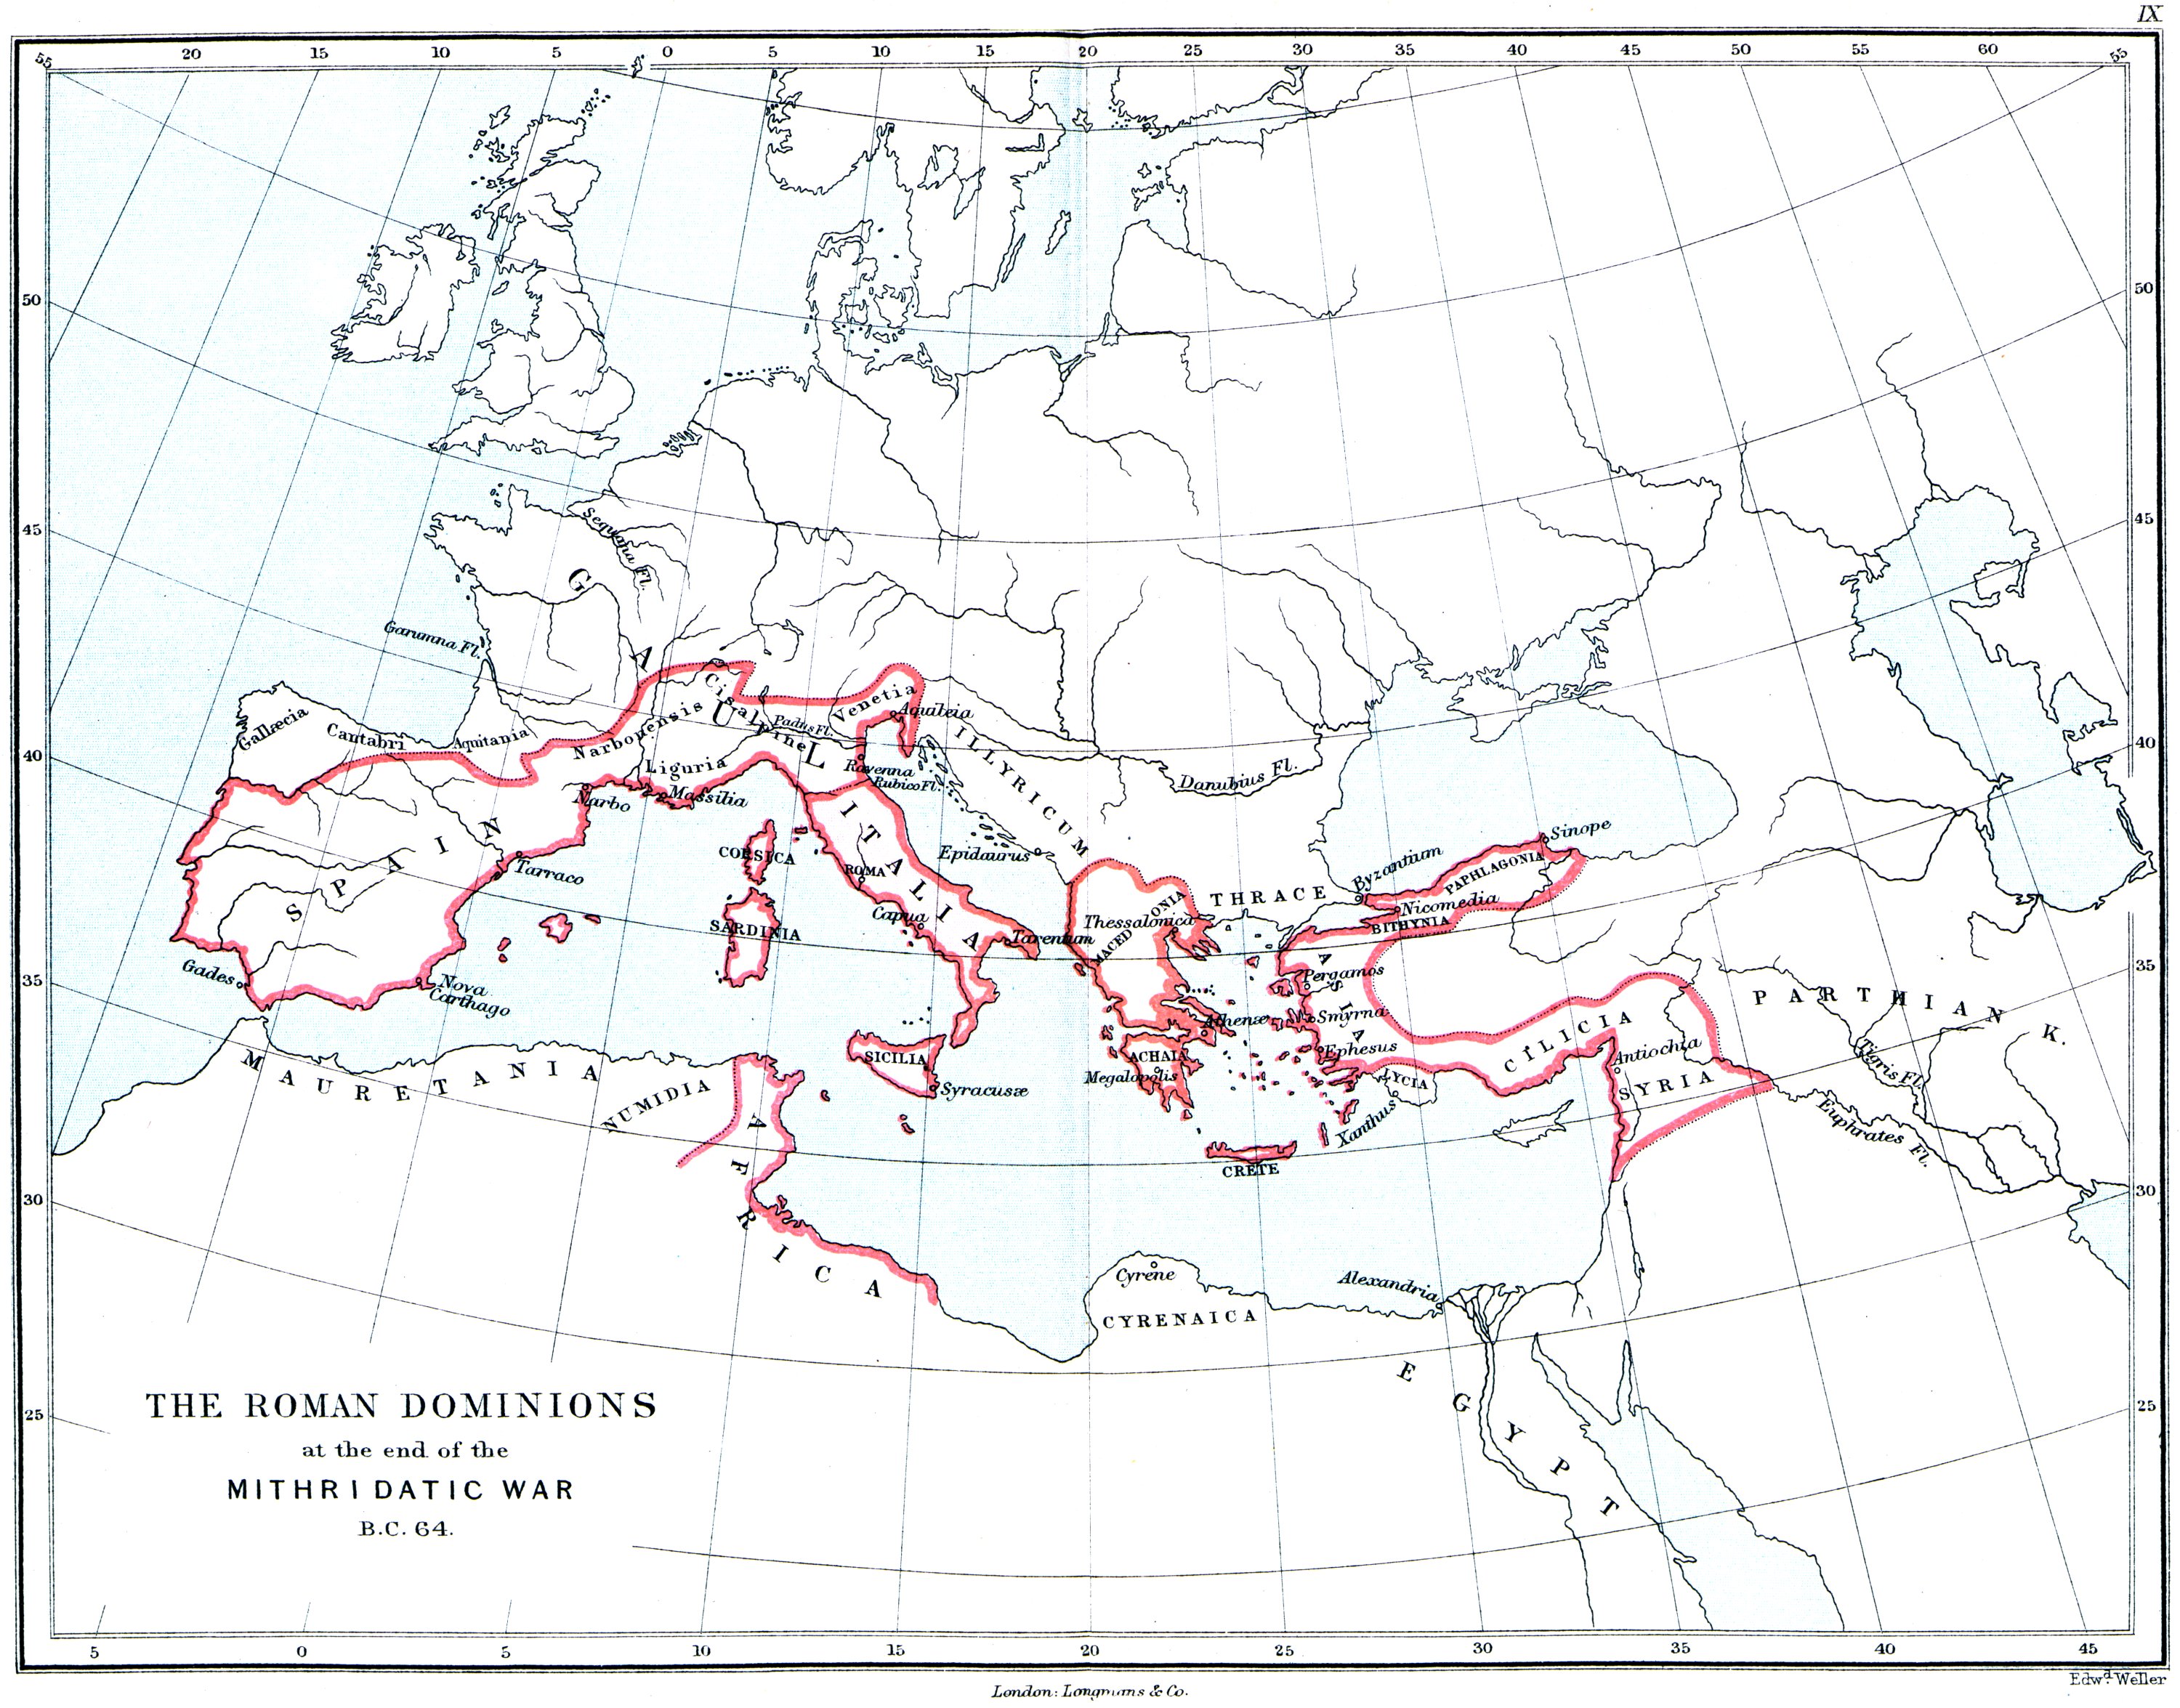 IX
55 20 15 10 5 0 5 10 15 20 25 30 35 40 45 50 55 60 55
50 50
45 45
40 40
35 35
30 30
25 25
Sequana Fl.
GAUL
Garumna Fl.
Gallæcia
Cantabri
Aquitania
Narbonensis
Cisalpine
Padus Fl.
Venetia
Aquileia
Liguria
Ravenna
Rubico Fl.
ILLYRICUM
Danubius Fl.
Narbo
Massilia
SPAIN
Tarraco
Gades
Nova
Carthago
CORSICA
SARDINIA
ITALIA
ROMA
Capua
Tarentum
Epidaurus
SICILIA
Syracusæ
MACEDONIA
Thessalonica
THRACE
Byzantium
Sinope
PAPHLAGONIA
Nicomedia
BITHYNIA
ASIA
Pergamos
Smyrna
Ephesus
Athenæ
ACHAIA
Megalopolis
LYCIA
Xanthus
CRETE
CILICIA
Antiochia
SYRIA
PARTHIAN K.
Tigris Fl.
Euphrates Fl.
MAURETANIA
NUMIDIA
AFRICA
Cyrene
CYRENAICA
Alexandria
EGYPT
THE ROMAN DOMINIONS
at the end of the
MITHRIDATIC WAR
B.C. 64.
5 0 5 10 15 20 25 30 35 40 45
Edwd. Weller
London: Longmans & Co.